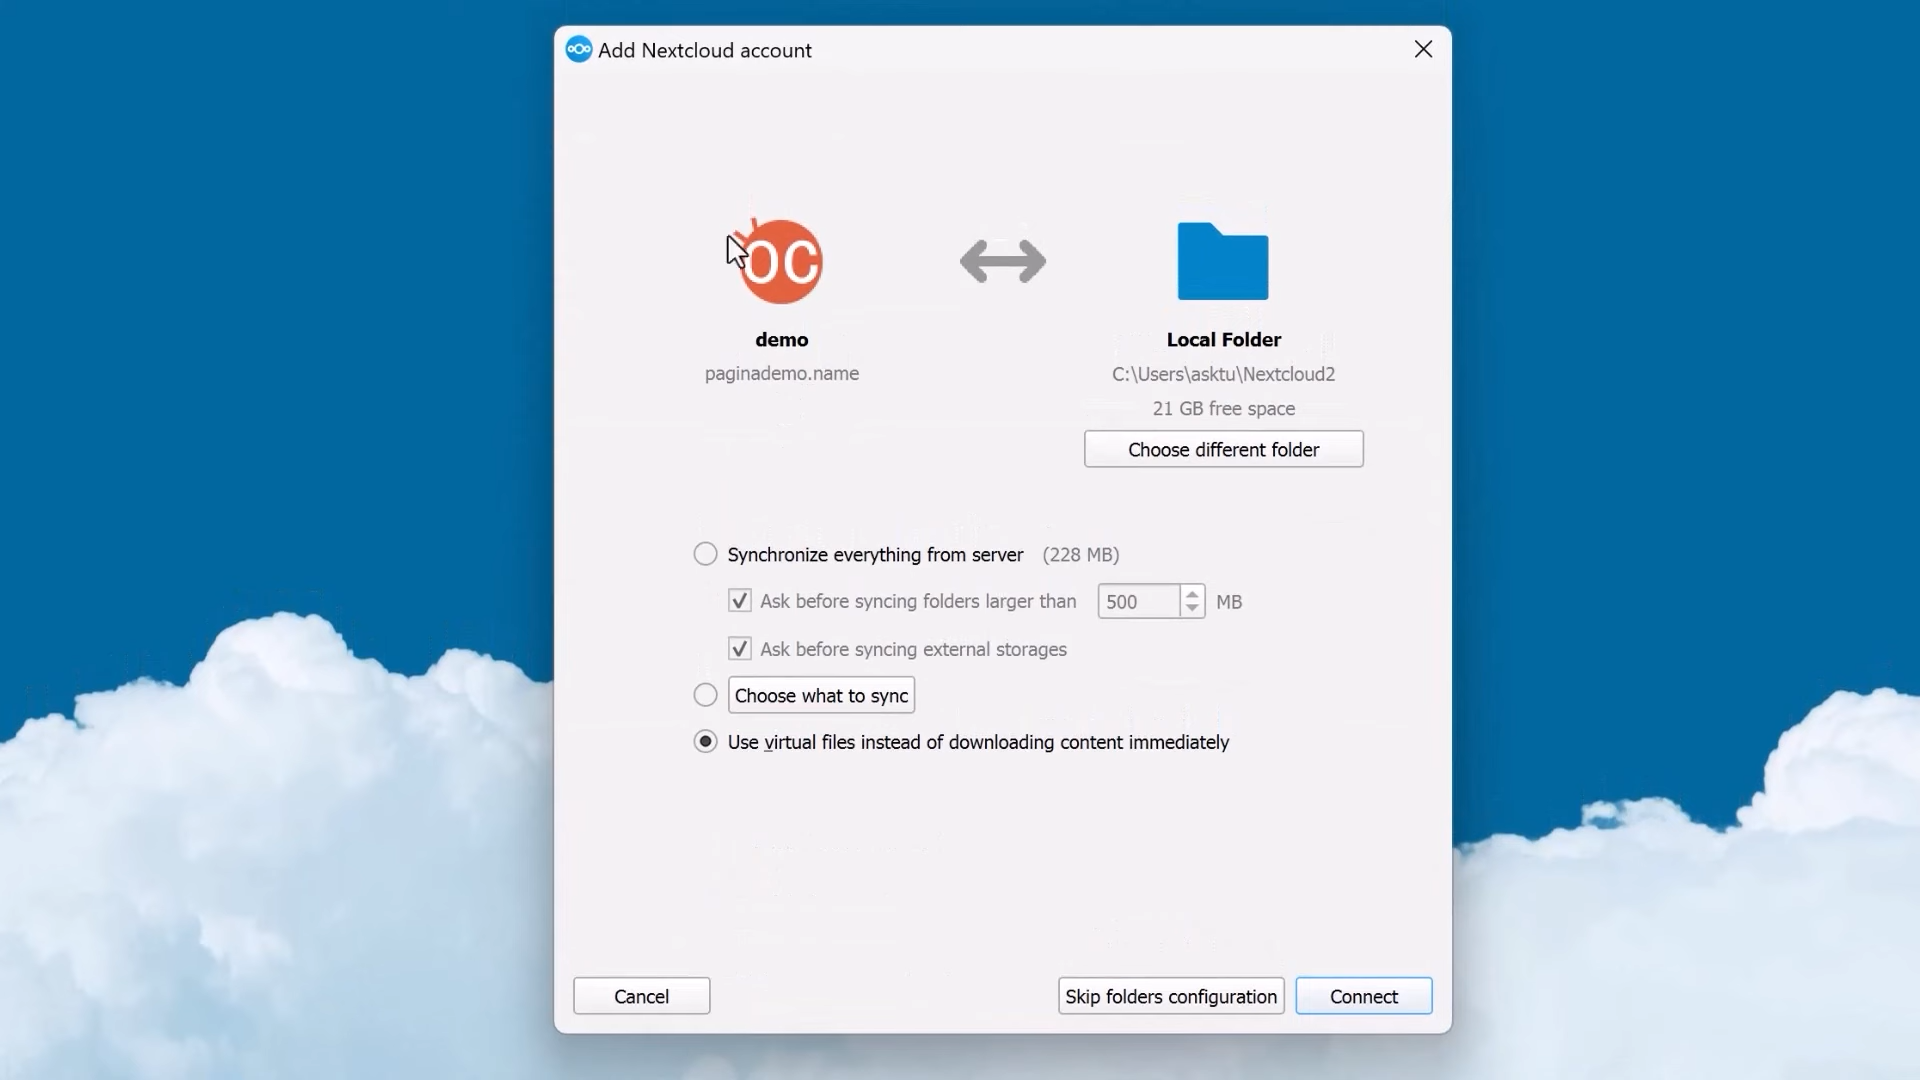 Add Nextcloud account
OC
demo
paginademo.name
Local Folder
C:\Users\asktu\Nextcloud2
21 GB free space
Choose different folder
Synchronize everything from server (228 MB)
Ask before syncing folders larger than 500 MB
Ask before syncing external storages
Choose what to sync
Use virtual files instead of downloading content immediately
Cancel
Skip folders configuration
Connect